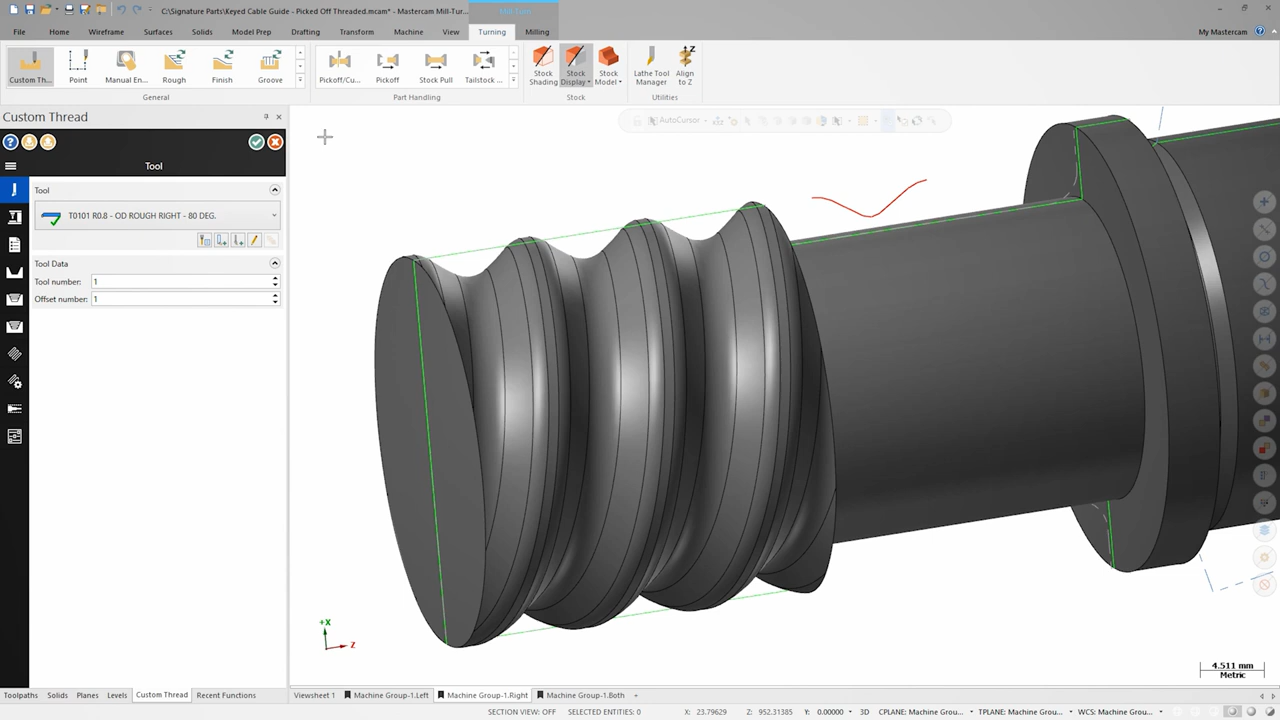 C:\Signature Parts\Keyed Cable Guide - Picked Off Threaded.mcam* - Mastercam Mill-Tur...
Mill-Turn
File Home Wireframe Surfaces Solids Model Prep Drafting Transform Machine View Turning Milling My Mastercam
Custom Th... Point Manual En... Rough Finish Groove Pickoff/Cu... Pickoff Stock Pull Tailstock ... Stock Shading Stock Display Stock Model Lathe Tool Manager Align to Z
General Part Handling Stock Utilities
Custom Thread
AutoCursor
Tool
Tool
T0101 R0.8 - OD ROUGH RIGHT - 80 DEG.
Tool Data
Tool number: 1
Offset number: 1
+X
Z
4.511 mm
Metric
Toolpaths Solids Planes Levels Custom Thread Recent Functions Viewsheet 1 Machine Group-1.Left Machine Group-1.Right Machine Group-1.Both +
SECTION VIEW: OFF SELECTED ENTITIES: 0 X: 23.79629 Z: 952.31385 Y: 0.00000 3D CPLANE: Machine Grou... TPLANE: Machine Grou... WCS: Machine Group-...